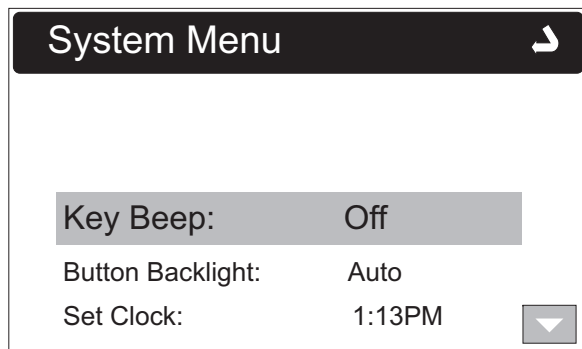 System Menu
Key Beep: Off
Button Backlight: Auto
Set Clock: 1:13PM